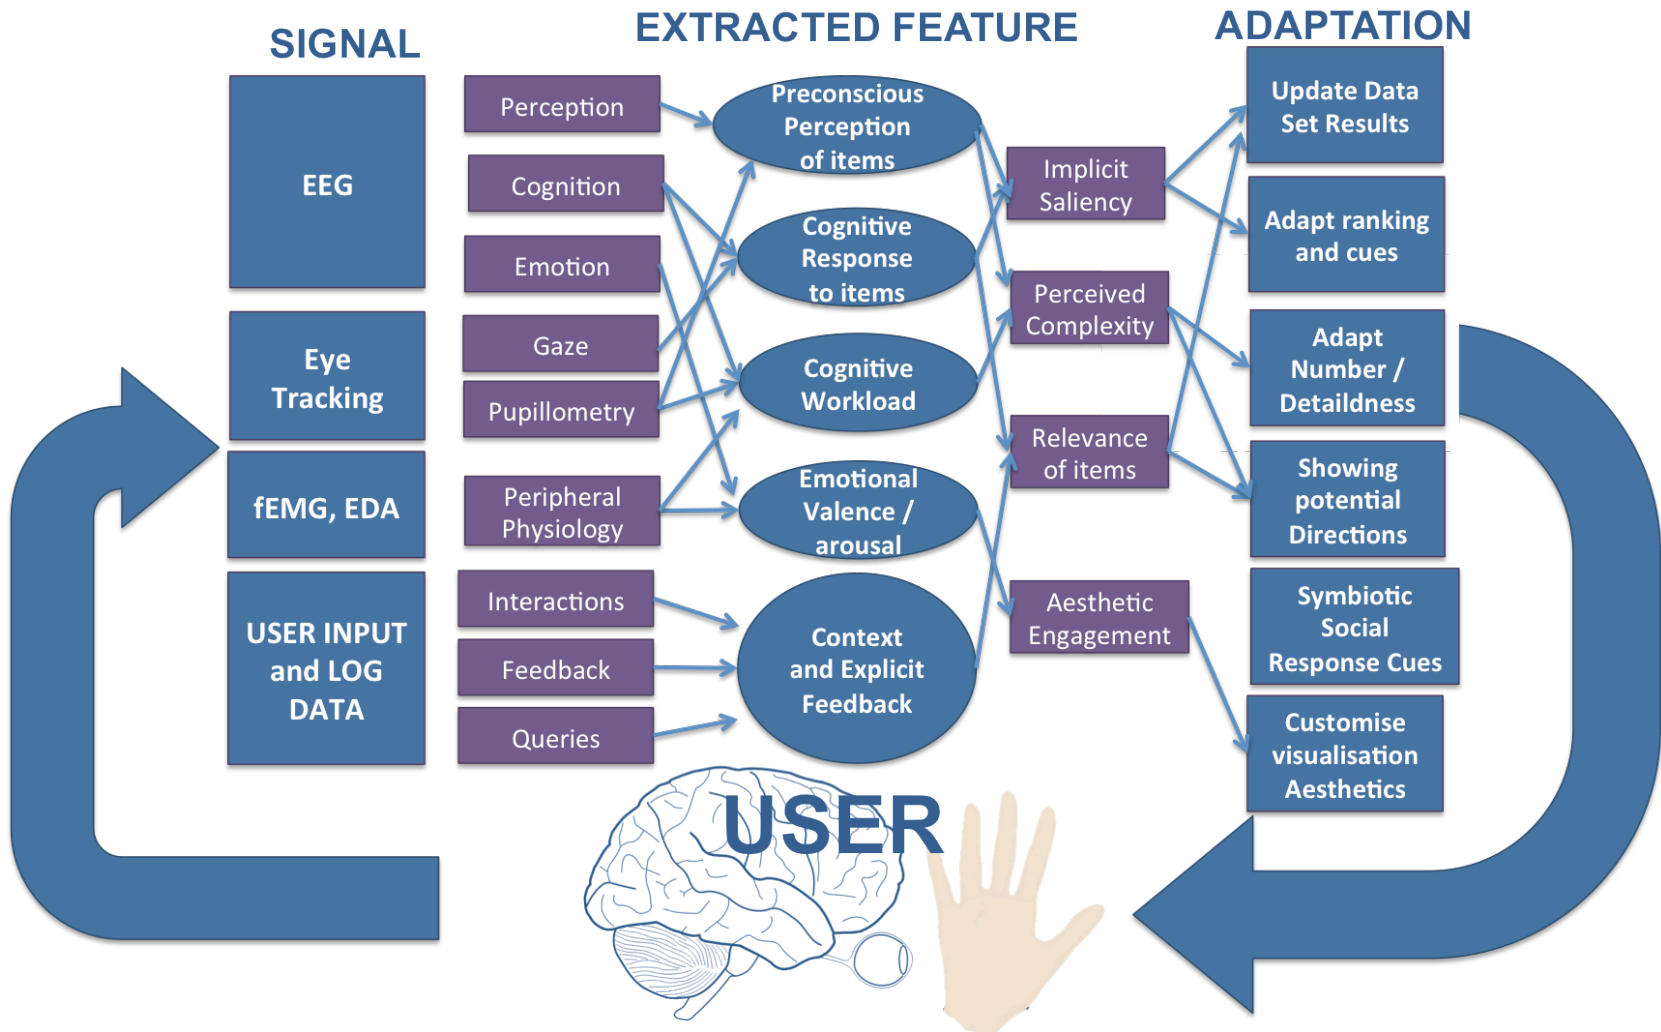 SIGNAL
EXTRACTED FEATURE
ADAPTATION
EEG
Eye
Tracking
fEMG, EDA
USER INPUT
and LOG
DATA
Perception
Cognition
Emotion
Gaze
Pupillometry
Peripheral
Physiology
Interactions
Feedback
Queries
Preconscious
Perception
of items
Cognitive
Response
to items
Cognitive
Workload
Emotional
Valence /
arousal
Context
and Explicit
Feedback
Implicit
Saliency
Perceived
Complexity
Relevance
of items
Aesthetic
Engagement
Update Data
Set Results
Adapt ranking
and cues
Adapt
Number /
Detaildness
Showing
potential
Directions
Symbiotic
Social
Response Cues
Customise
visualisation
Aesthetics
USER